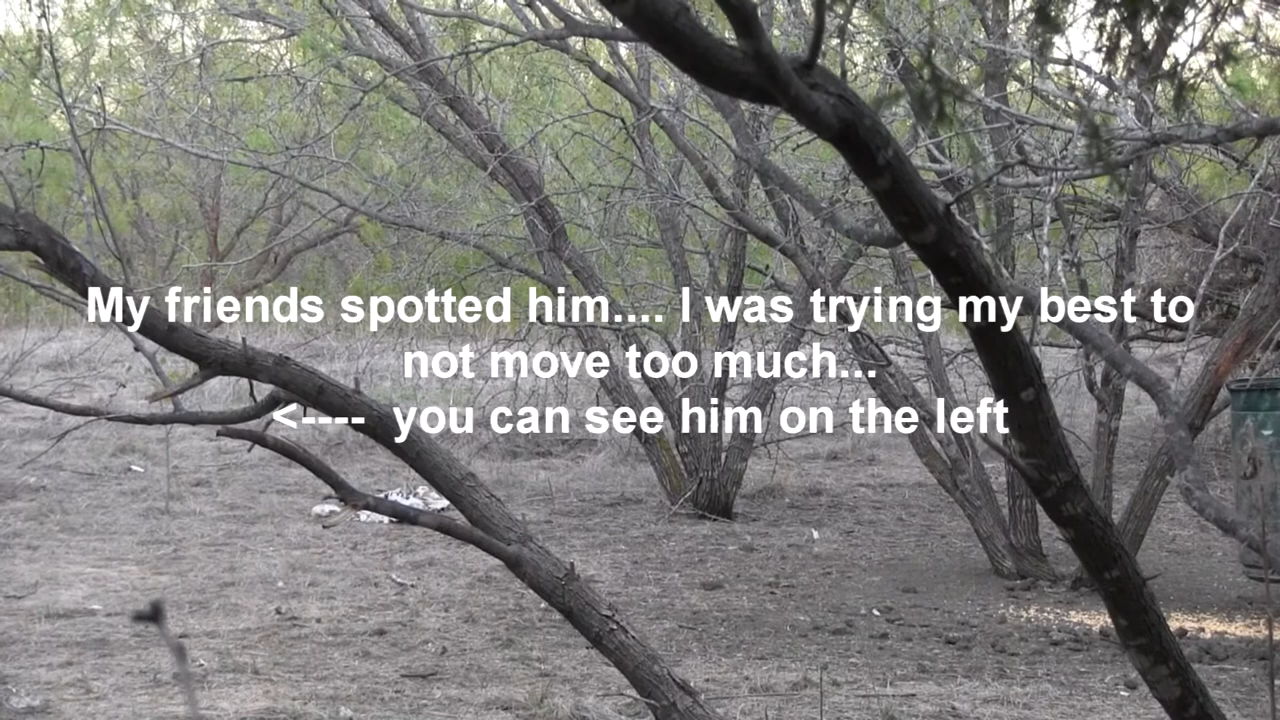 My friends spotted him.... I was trying my best to
not move too much...
<---- you can see him on the left